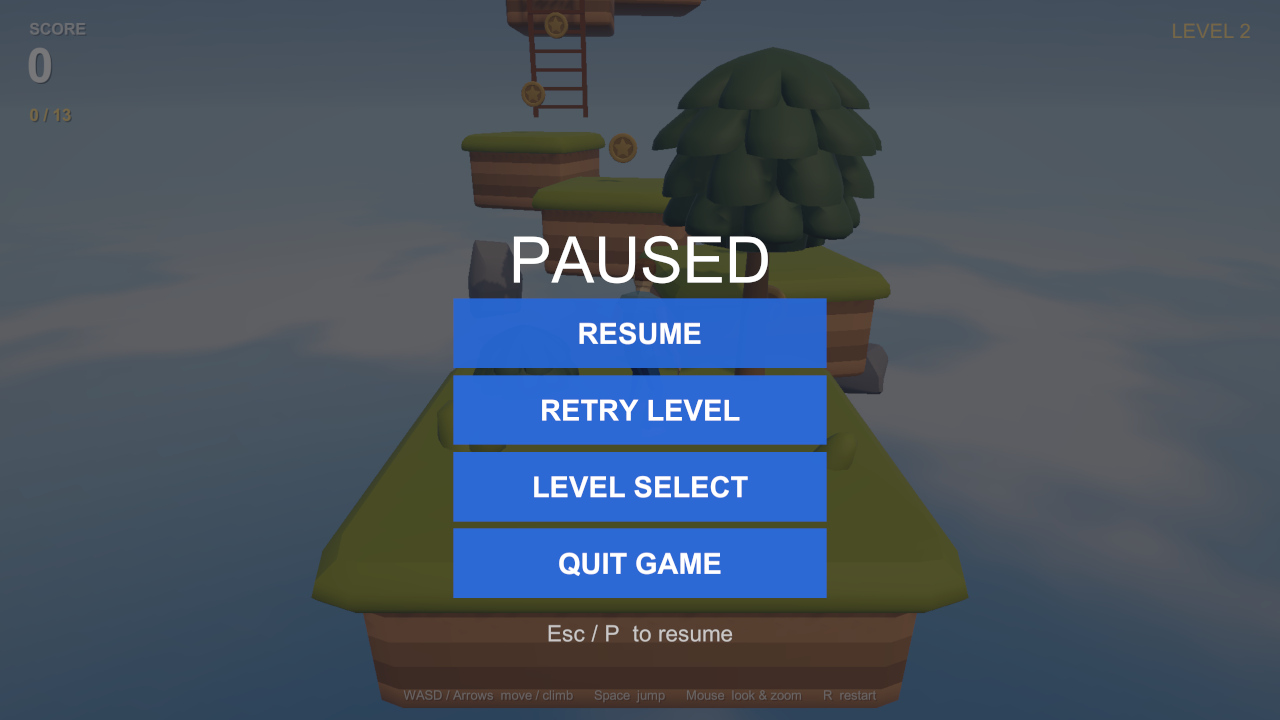 SCORE
0
0 / 13
LEVEL 2
PAUSED
RESUME
RETRY LEVEL
LEVEL SELECT
QUIT GAME
Esc / P to resume
WASD / Arrows move / climb Space jump Mouse look & zoom R restart